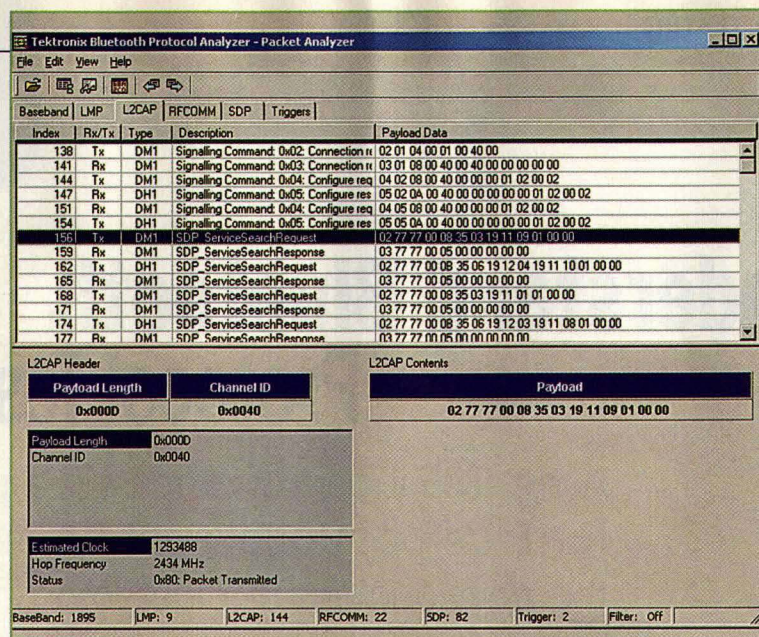 Tektronix Bluetooth Protocol Analyzer - Packet Analyzer
File Edit View Help
Baseband LMP L2CAP RFCOMM SDP Triggers
Index Rx/Tx Type Description Payload Data
138 Tx DM1 Signalling Command: 0x02: Connection re 02 01 04 00 01 00 40 00
141 Rx DM1 Signalling Command: 0x03: Connection re 03 01 08 00 40 00 40 00 00 00 00 00
144 Tx DM1 Signalling Command: 0x04: Configure req 04 02 08 00 40 00 00 00 01 02 00 02
147 Rx DH1 Signalling Command: 0x05: Configure res 05 02 0A 00 40 00 00 00 00 00 01 02 00 02
151 Rx DM1 Signalling Command: 0x04: Configure req 04 05 08 00 40 00 00 00 01 02 00 02
154 Tx DH1 Signalling Command: 0x05: Configure res 05 05 0A 00 40 00 00 00 00 00 01 02 00 02
156 Tx DM1 SDP_ServiceSearchRequest 02 77 77 00 08 35 03 19 11 09 01 00 00
159 Rx DM1 SDP_ServiceSearchResponse 03 77 77 00 05 00 00 00 00 00
162 Tx DH1 SDP_ServiceSearchRequest 02 77 77 00 0B 35 06 19 12 04 19 11 10 01 00 00
165 Rx DM1 SDP_ServiceSearchResponse 03 77 77 00 05 00 00 00 00 00
168 Tx DM1 SDP_ServiceSearchRequest 02 77 77 00 08 35 03 19 11 01 01 00 00
171 Rx DM1 SDP_ServiceSearchResponse 03 77 77 00 05 00 00 00 00 00
174 Tx DH1 SDP_ServiceSearchRequest 02 77 77 00 0B 35 06 19 12 03 19 11 08 01 00 00
177 Rx DM1 SDP_ServiceSearchResponse 03 77 77 00 05 00 00 00 00 00
L2CAP Header
Payload Length Channel ID
0x000D 0x0040
L2CAP Contents
Payload
02 77 77 00 08 35 03 19 11 09 01 00 00
Payload Length 0x000D
Channel ID 0x0040
Estimated Clock 1293488
Hop Frequency 2434 MHz
Status 0x80: Packet Transmitted
BaseBand: 1895 LMP: 9 L2CAP: 144 RFCOMM: 22 SDP: 82 Trigger: 2 Filter: Off